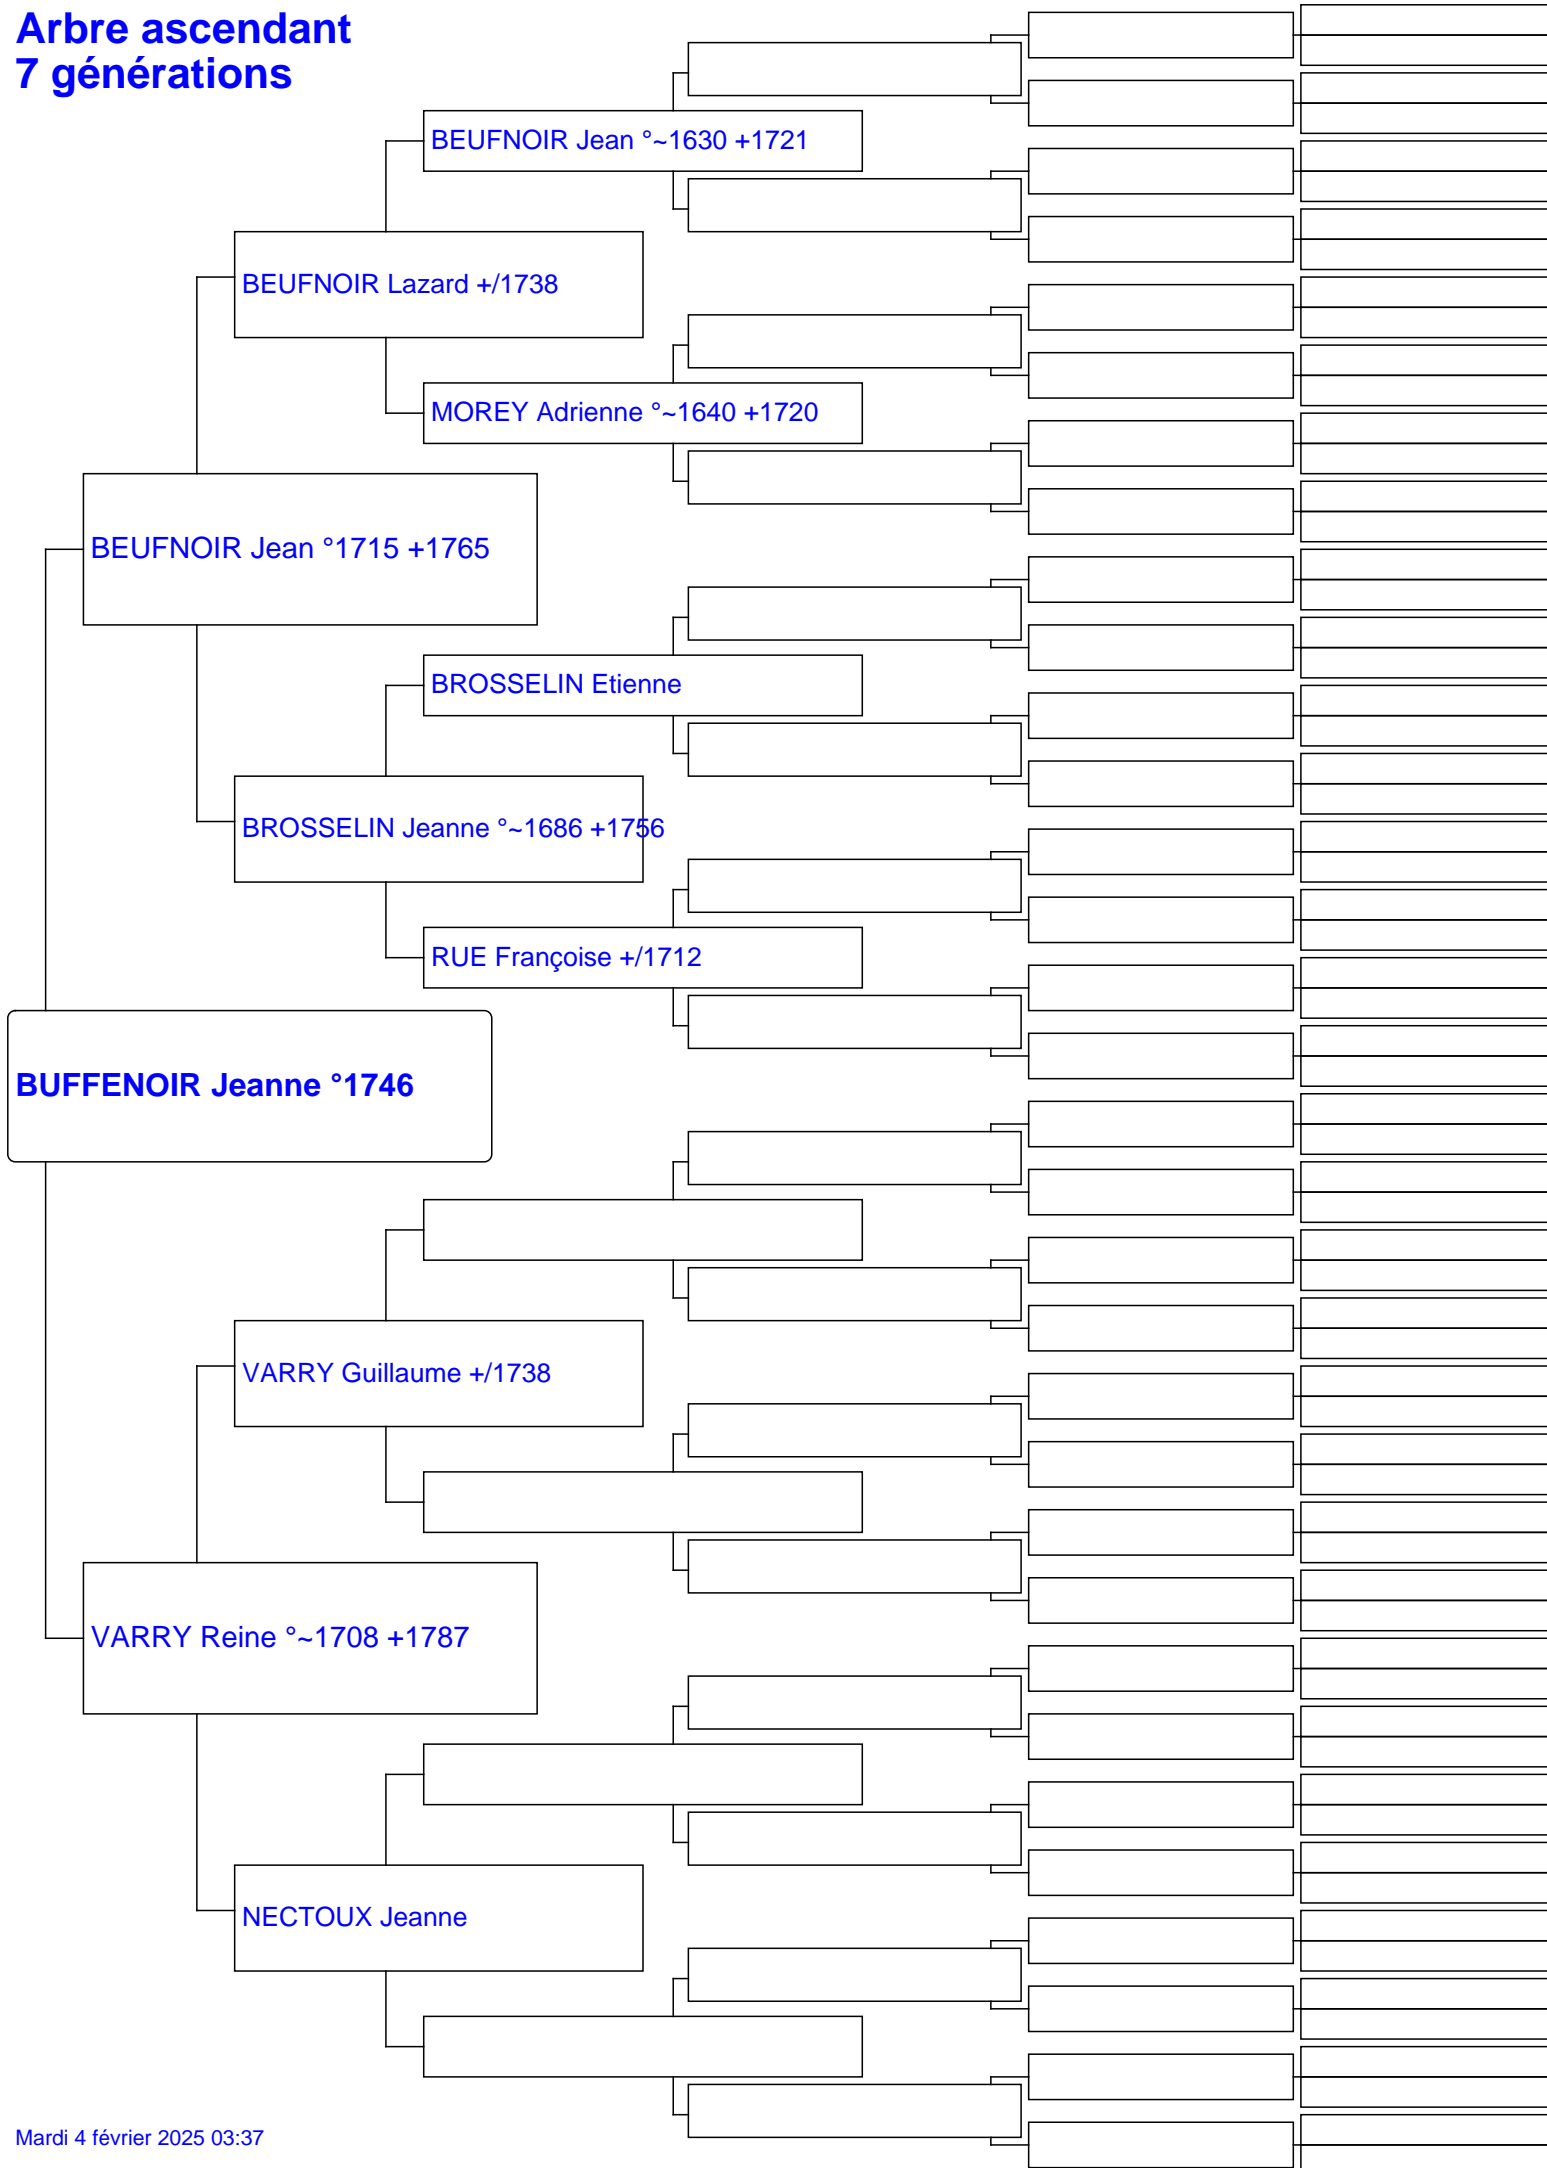 Arbre ascendant
7 générations
BEUFNOIR Jean °~1630 +1721
BEUFNOIR Lazard +/1738
MOREY Adrienne °~1640 +1720
BEUFNOIR Jean °1715 +1765
BROSSELIN Etienne
BROSSELIN Jeanne °~1686 +1756
RUE Françoise +/1712
BUFFENOIR Jeanne °1746
VARRY Guillaume +/1738
VARRY Reine °~1708 +1787
NECTOUX Jeanne
Mardi 4 février 2025 03:37